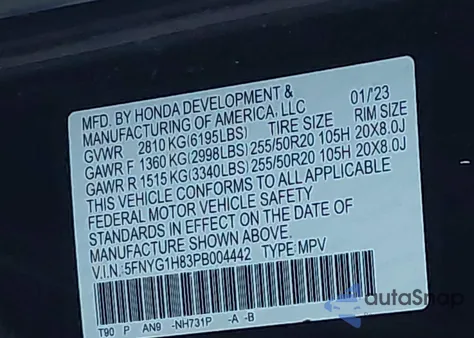 MFD. BY HONDA DEVELOPMENT &
MANUFACTURING OF AMERICA, LLC 01/'23
GVWR 2810 KG(6195LBS) TIRE SIZE RIM SIZE
GAWR F 1360 KG(2998LBS) 255/50R20 105H 20X8.0J
GAWR R 1515 KG(3340LBS) 255/50R20 105H 20X8.0J
THIS VEHICLE CONFORMS TO ALL APPLICABLE
FEDERAL MOTOR VEHICLE SAFETY
STANDARDS IN EFFECT ON THE DATE OF
MANUFACTURE SHOWN ABOVE.
V.I.N.:5FNYG1H83PB004442 TYPE:MPV
T90 P AN9 -NH731P -A -B
autaSnap